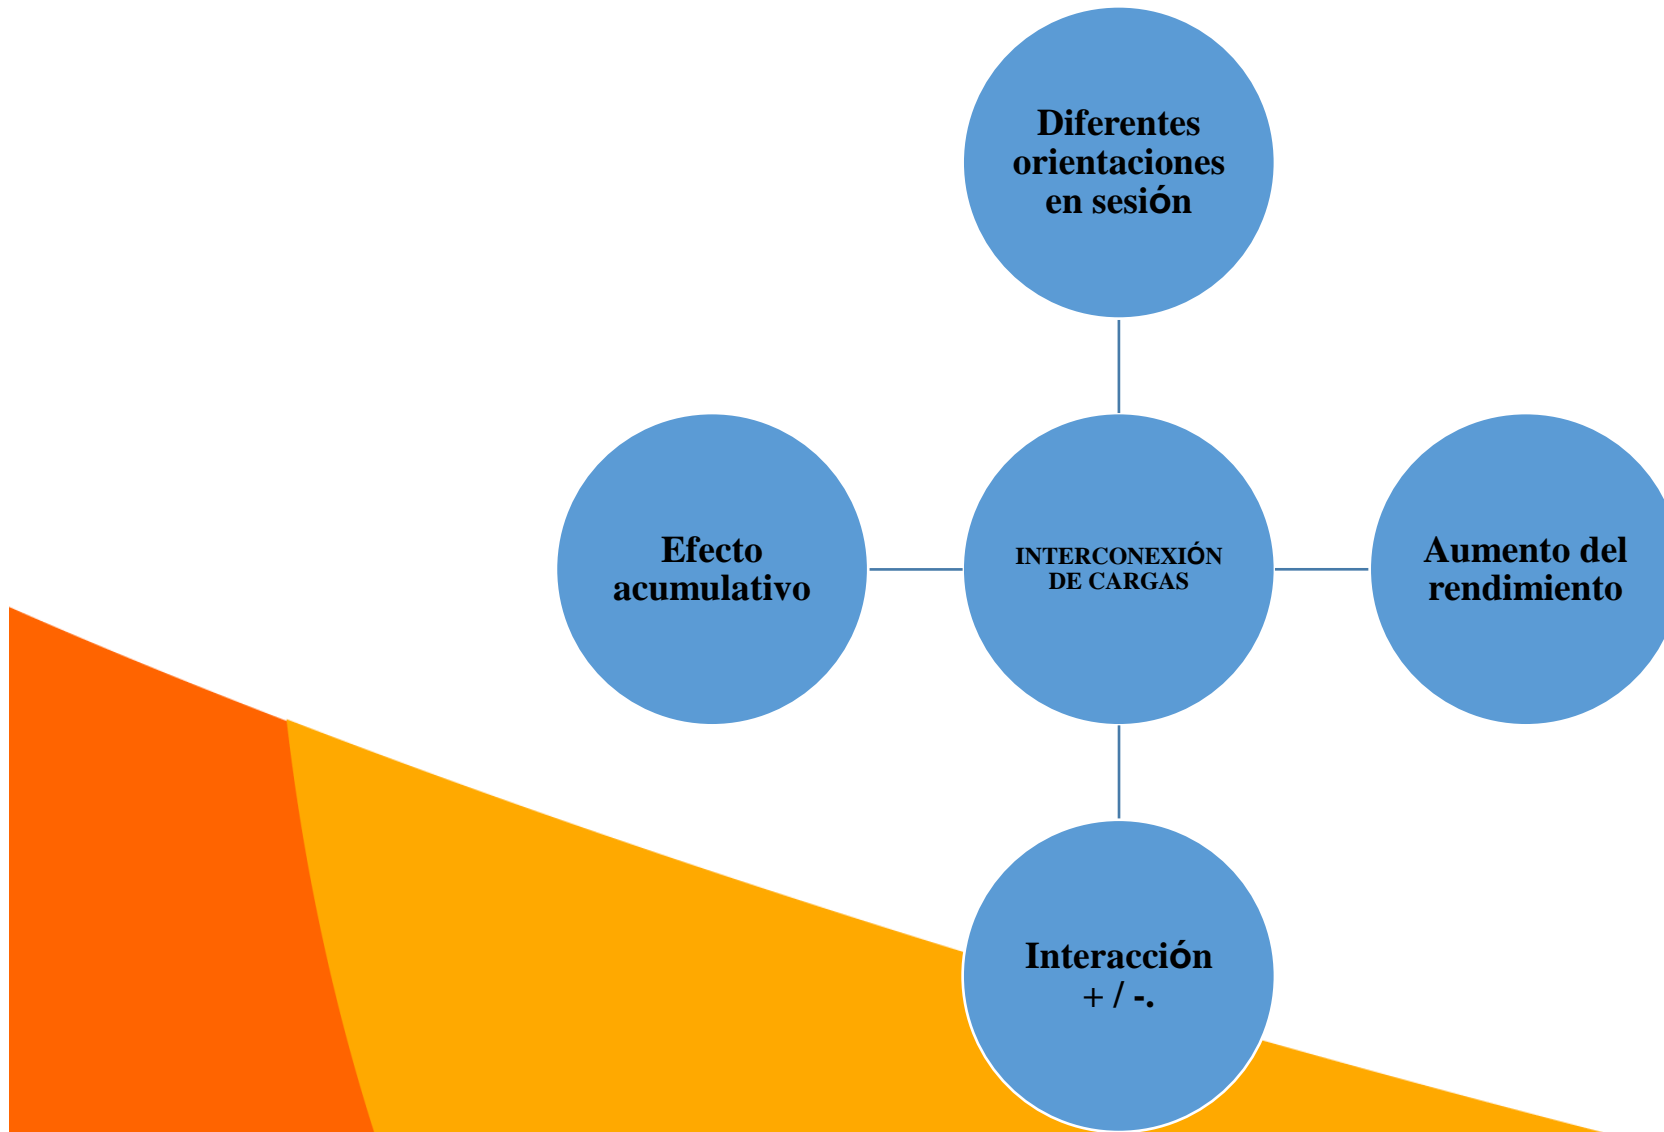 Diferentes
orientaciones
en sesión
Efecto
acumulativo
INTERCONEXIÓN
DE CARGAS
Aumento del
rendimiento
Interacción
+ / -.